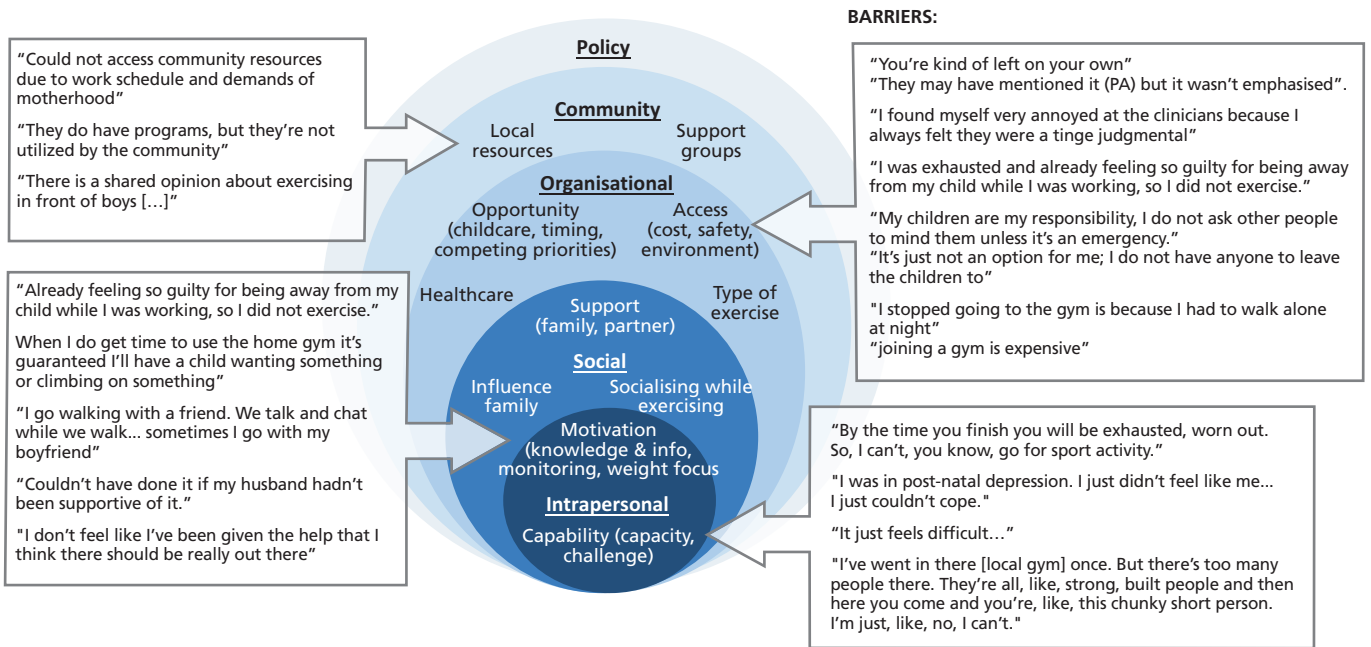 BARRIERS:
“Could not access community resources
due to work schedule and demands of
motherhood”
“They do have programs, but they’re not
utilized by the community”
“There is a shared opinion about exercising
in front of boys […]”
“Already feeling so guilty for being away from my
child while I was working, so I did not exercise.”
When I do get time to use the home gym it’s
guaranteed I’ll have a child wanting something
or climbing on something”
“I go walking with a friend. We talk and chat
while we walk... sometimes I go with my
boyfriend”
“Couldn’t have done it if my husband hadn’t
been supportive of it.”
"I don’t feel like I’ve been given the help that I
think there should be really out there”
Policy
Community
Local
resources
Support
groups
Organisational
Opportunity
(childcare, timing,
competing priorities)
Access
(cost, safety,
environment)
Healthcare
Type of
exercise
Support
(family, partner)
Social
Influence
family
Socialising while
exercising
Motivation
(knowledge & info,
monitoring, weight focus
Intrapersonal
Capability (capacity,
challenge)
“You’re kind of left on your own”
“They may have mentioned it (PA) but it wasn’t emphasised”.
“I found myself very annoyed at the clinicians because I
always felt they were a tinge judgmental”
“I was exhausted and already feeling so guilty for being away
from my child while I was working, so I did not exercise.”
“My children are my responsibility, I do not ask other people
to mind them unless it’s an emergency.”
“It’s just not an option for me; I do not have anyone to leave
the children to”
"I stopped going to the gym is because I had to walk alone
at night”
“joining a gym is expensive”
“By the time you finish you will be exhausted, worn out.
So, I can’t, you know, go for sport activity.”
"I was in post-natal depression. I just didn’t feel like me...
I just couldn’t cope."
“It just feels difficult…”
"I’ve went in there [local gym] once. But there’s too many
people there. They’re all, like, strong, built people and then
here you come and you’re, like, this chunky short person.
I’m just, like, no, I can’t."